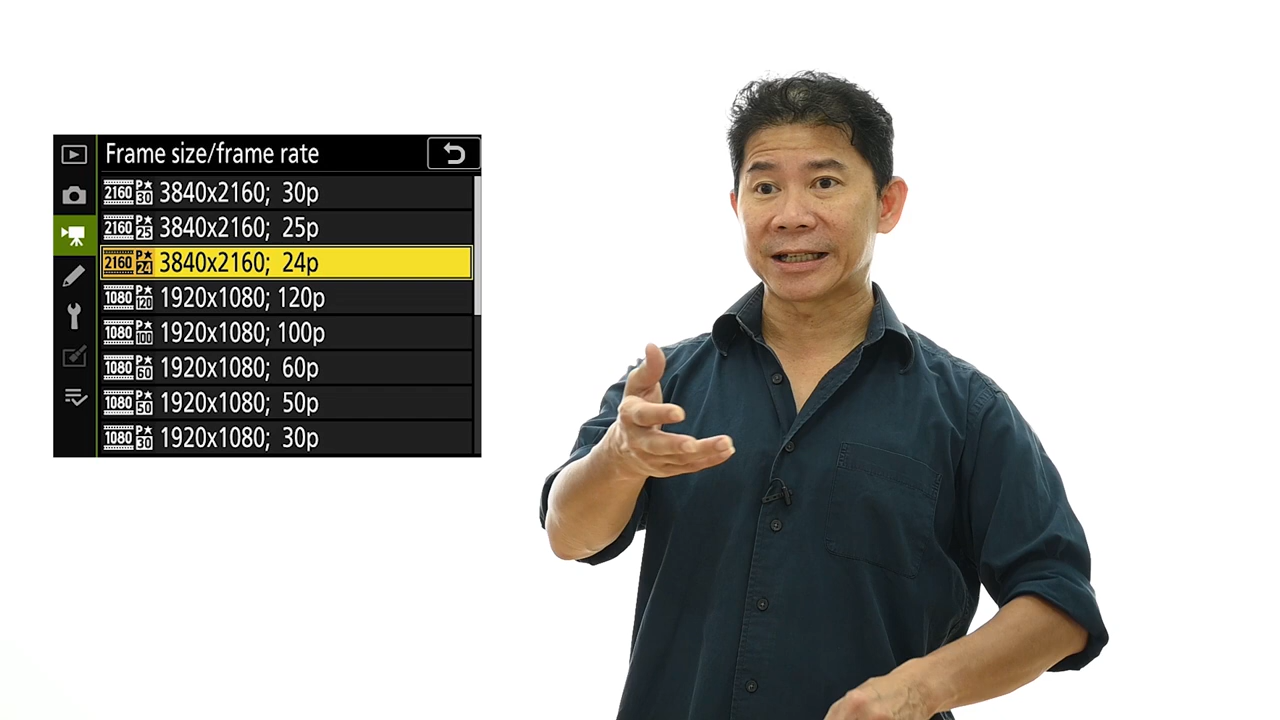 Frame size/frame rate
2160 P★ 30 3840x2160; 30p
2160 P★ 25 3840x2160; 25p
2160 P★ 24 3840x2160; 24p
1080 P★ 120 1920x1080; 120p
1080 P★ 100 1920x1080; 100p
1080 P★ 60 1920x1080; 60p
1080 P★ 50 1920x1080; 50p
1080 P★ 30 1920x1080; 30p